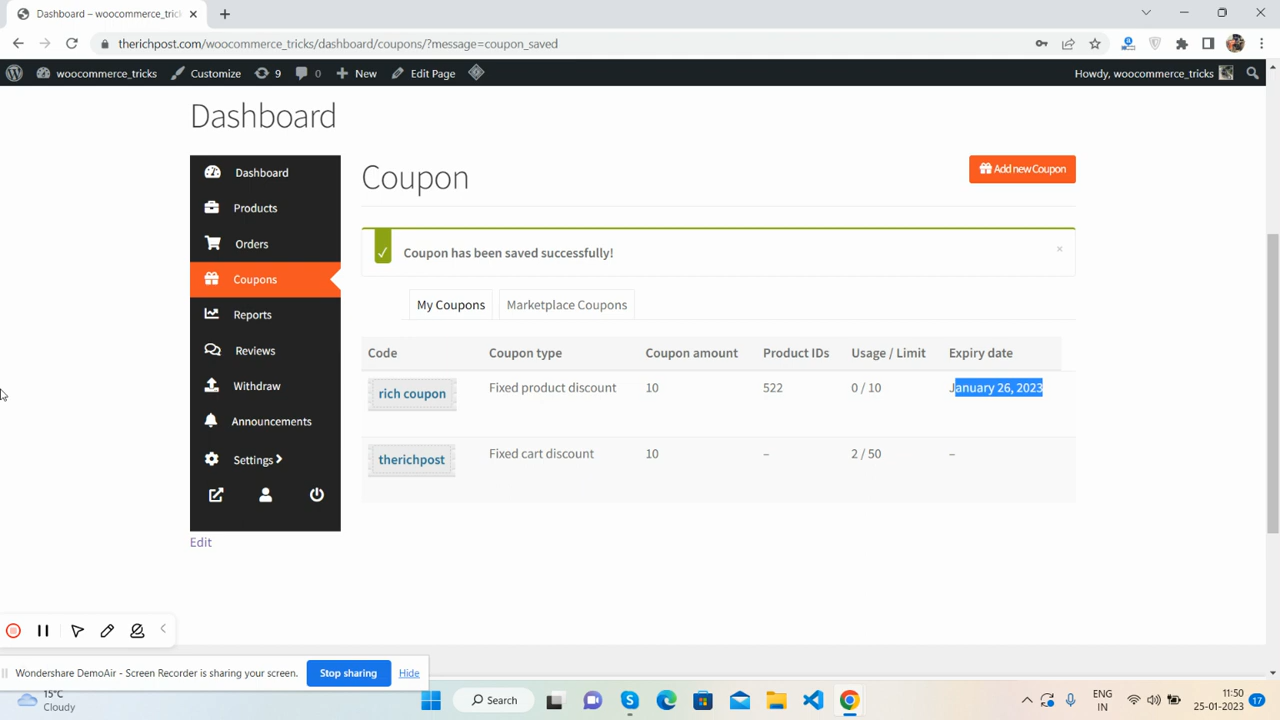 Dashboard – woocommerce_tric
therichpost.com/woocommerce_tricks/dashboard/coupons/?message=coupon_saved
woocommerce_tricks Customize 9 0 New Edit Page Howdy, woocommerce_tricks
Dashboard
Dashboard
Products
Orders
Coupons
Reports
Reviews
Withdraw
Announcements
Settings
Edit
Coupon
Add new Coupon
Coupon has been saved successfully!
×
My Coupons Marketplace Coupons
Code Coupon type Coupon amount Product IDs Usage / Limit Expiry date
rich coupon Fixed product discount 10 522 0 / 10 January 26, 2023
therichpost Fixed cart discount 10 – 2 / 50 –
Wondershare DemoAir - Screen Recorder is sharing your screen. Stop sharing Hide
15°C
Cloudy
Search
ENG
IN
11:50
25-01-2023
17